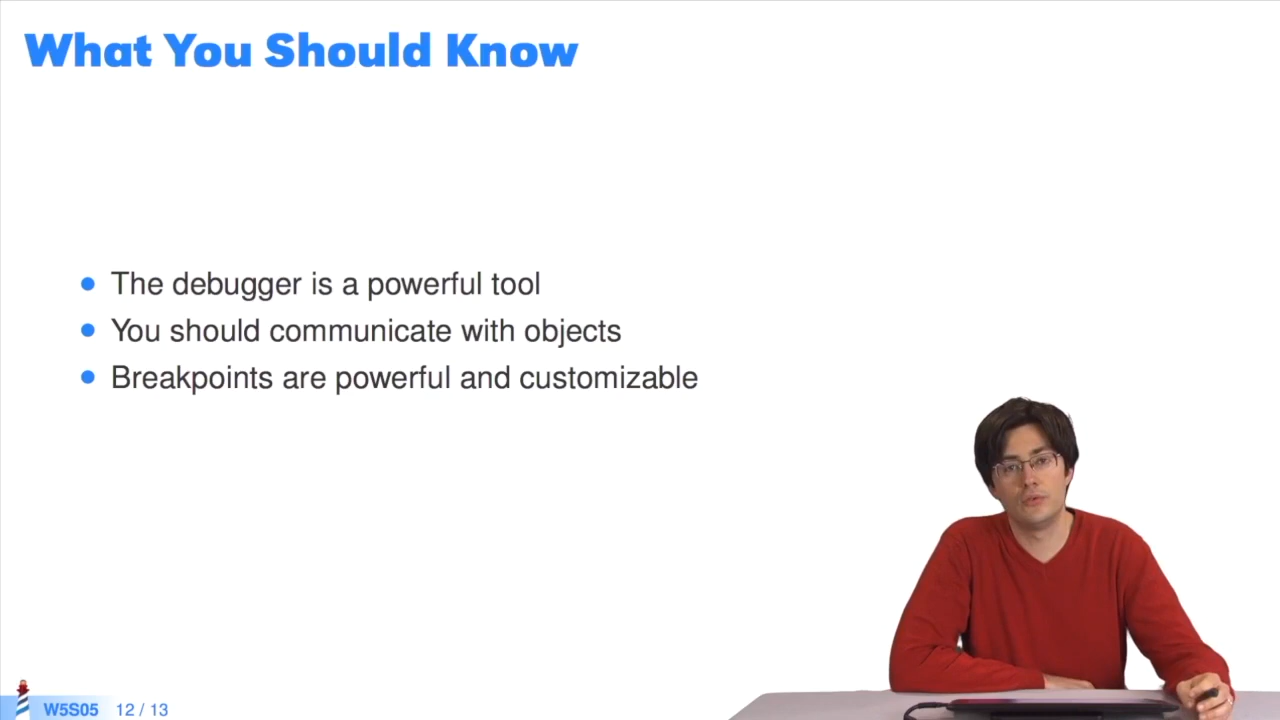 What You Should Know
The debugger is a powerful tool
You should communicate with objects
Breakpoints are powerful and customizable
W5S05 12 / 13